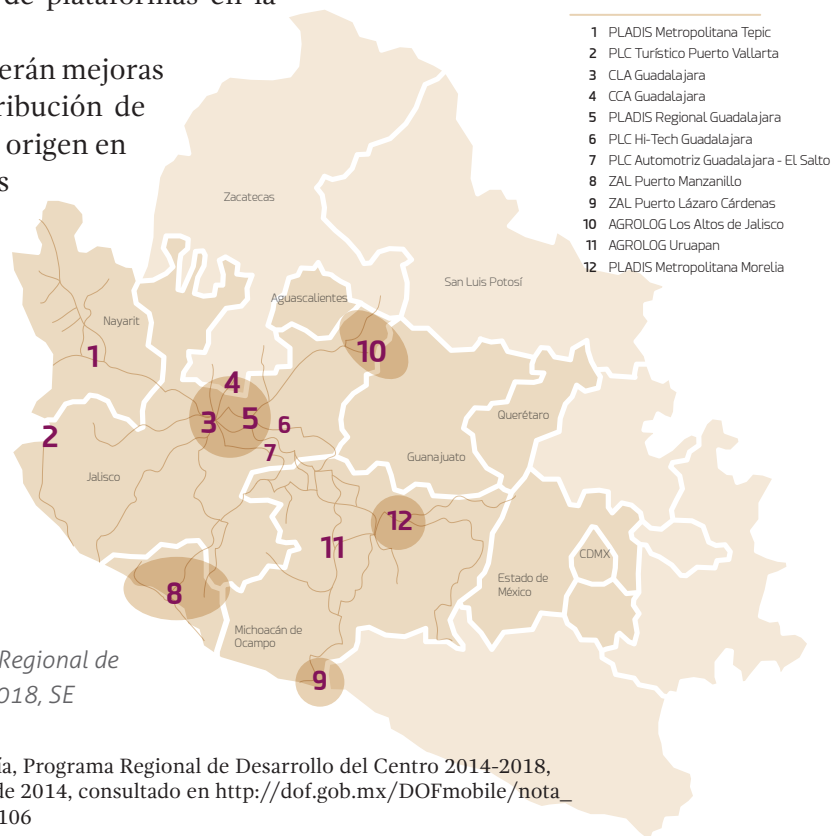 de plataformas en la
erán mejoras
ribución de
origen en
s
1 PLADIS Metropolitana Tepic
2 PLC Turístico Puerto Vallarta
3 CLA Guadalajara
4 CCA Guadalajara
5 PLADIS Regional Guadalajara
6 PLC Hi-Tech Guadalajara
7 PLC Automotriz Guadalajara - El Salto
8 ZAL Puerto Manzanillo
9 ZAL Puerto Lázaro Cárdenas
10 AGROLOG Los Altos de Jalisco
11 AGROLOG Uruapan
12 PLADIS Metropolitana Morelia
Zacatecas
San Luis Potosí
Aguascalientes
Nayarit
1
10
4
3
5
6
2
7
Querétaro
Guanajuato
Jalisco
12
11
CDMX
8
Estado de
México
Michoacán de
Ocampo
9
Regional de
018, SE
ía, Programa Regional de Desarrollo del Centro 2014-2018,
de 2014, consultado en http://dof.gob.mx/DOFmobile/nota_
106